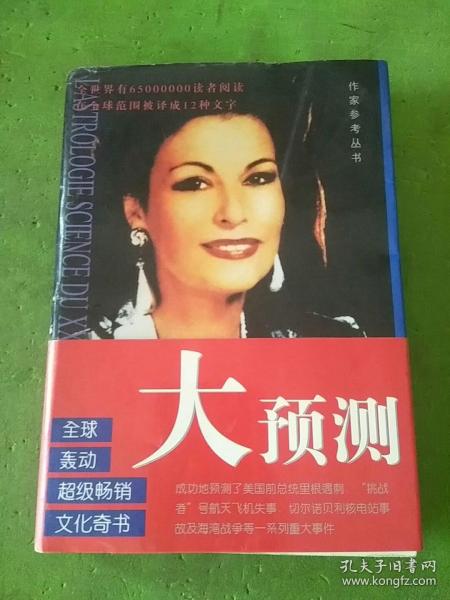 全世界有65000000读者阅读
在全球范围被译成12种文字
作家参考丛书
L'ASTROLOGIE SCIENCE DU XX
大预测
全球
轰动
超级畅销
文化奇书
成功地预测了美国前总统里根遇刺、“挑战
者”号航天飞机失事、切尔诺贝利核电站事
故及海湾战争等一系列重大事件
孔夫子旧书网
www.kongfz.com